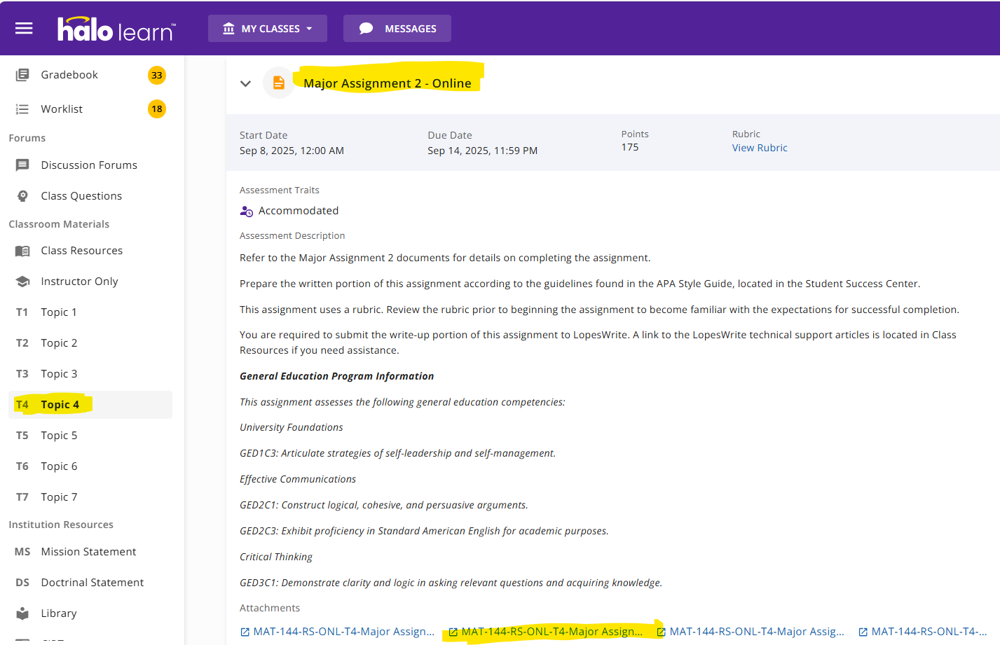 halo learn™
MY CLASSES
MESSAGES
Gradebook
33
Worklist
18
Forums
Discussion Forums
Class Questions
Classroom Materials
Class Resources
Instructor Only
T1 Topic 1
T2 Topic 2
T3 Topic 3
T4 Topic 4
T5 Topic 5
T6 Topic 6
T7 Topic 7
Institution Resources
MS Mission Statement
DS Doctrinal Statement
Library
Major Assignment 2 - Online
Start Date
Sep 8, 2025, 12:00 AM
Due Date
Sep 14, 2025, 11:59 PM
Points
175
Rubric
View Rubric
Assessment Traits
Accommodated
Assessment Description
Refer to the Major Assignment 2 documents for details on completing the assignment.
Prepare the written portion of this assignment according to the guidelines found in the APA Style Guide, located in the Student Success Center.
This assignment uses a rubric. Review the rubric prior to beginning the assignment to become familiar with the expectations for successful completion.
You are required to submit the write-up portion of this assignment to LopesWrite. A link to the LopesWrite technical support articles is located in Class
Resources if you need assistance.
General Education Program Information
This assignment assesses the following general education competencies:
University Foundations
GED1C3: Articulate strategies of self-leadership and self-management.
Effective Communications
GED2C1: Construct logical, cohesive, and persuasive arguments.
GED2C3: Exhibit proficiency in Standard American English for academic purposes.
Critical Thinking
GED3C1: Demonstrate clarity and logic in asking relevant questions and acquiring knowledge.
Attachments
MAT-144-RS-ONL-T4-Major Assign...
MAT-144-RS-ONL-T4-Major Assign...
MAT-144-RS-ONL-T4-Major Assig...
MAT-144-RS-ONL-T4-...